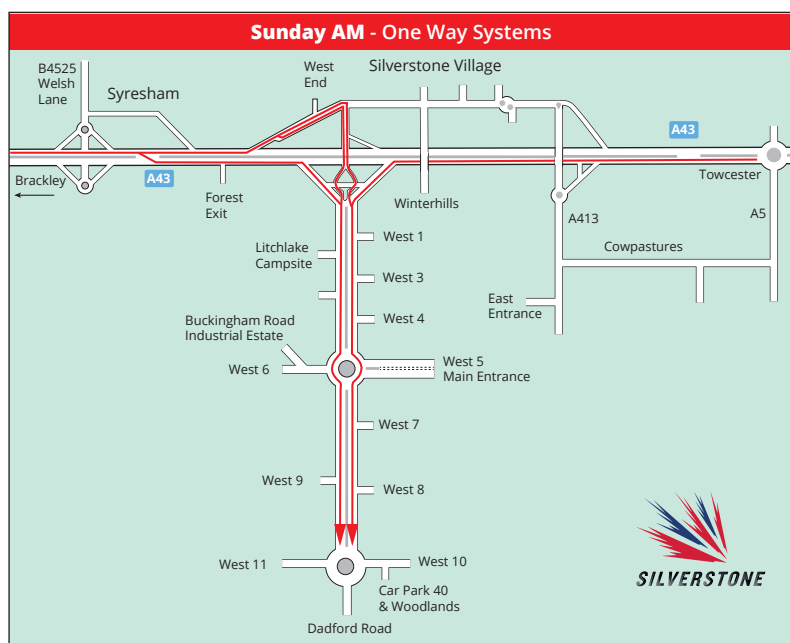 Sunday AM - One Way Systems
B4525
Welsh
Lane
Syresham
West
End
Silverstone Village
A43
Brackley
A43
Forest
Exit
Winterhills
Towcester
A413
A5
Cowpastures
West 1
Litchlake
Campsite
West 3
East
Entrance
West 4
Buckingham Road
Industrial Estate
West 6
West 5
Main Entrance
West 7
West 9
West 8
West 11
West 10
Car Park 40
& Woodlands
Dadford Road
SILVERSTONE